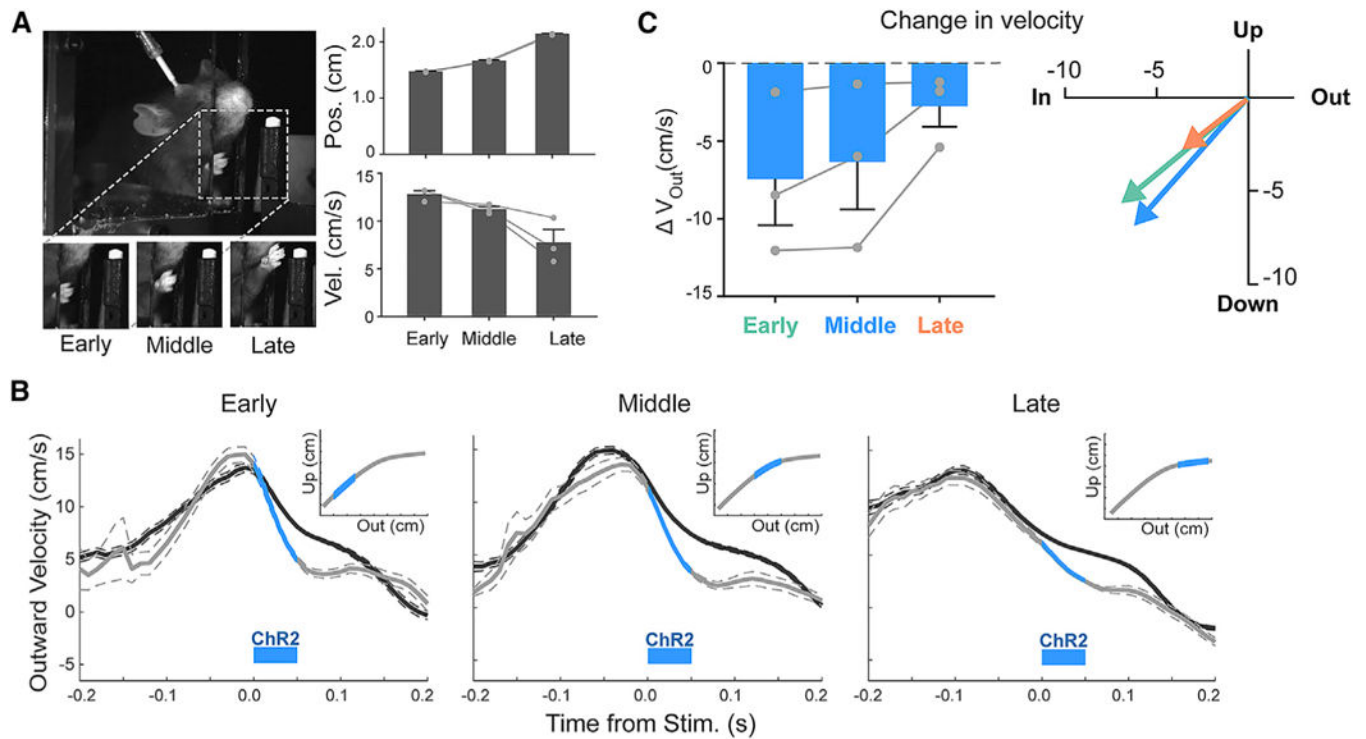 A
Pos. (cm)
2.0
1.0
0
Vel. (cm/s)
15
10
5
0
Early Middle Late
Early Middle Late
C
Change in velocity
0
-5
-10
-15
Δ V_Out (cm/s)
Early Middle Late
Up
-10 -5
In Out
-5
-10
Down
B
Early Middle Late
Outward Velocity (cm/s)
15
10
5
0
-5
Up (cm)
Out (cm)
Up (cm)
Out (cm)
Up (cm)
Out (cm)
ChR2 ChR2 ChR2
-0.2 -0.1 0.0 0.1 0.2 -0.2 -0.1 0.0 0.1 0.2 -0.2 -0.1 0.0 0.1 0.2
Time from Stim. (s)